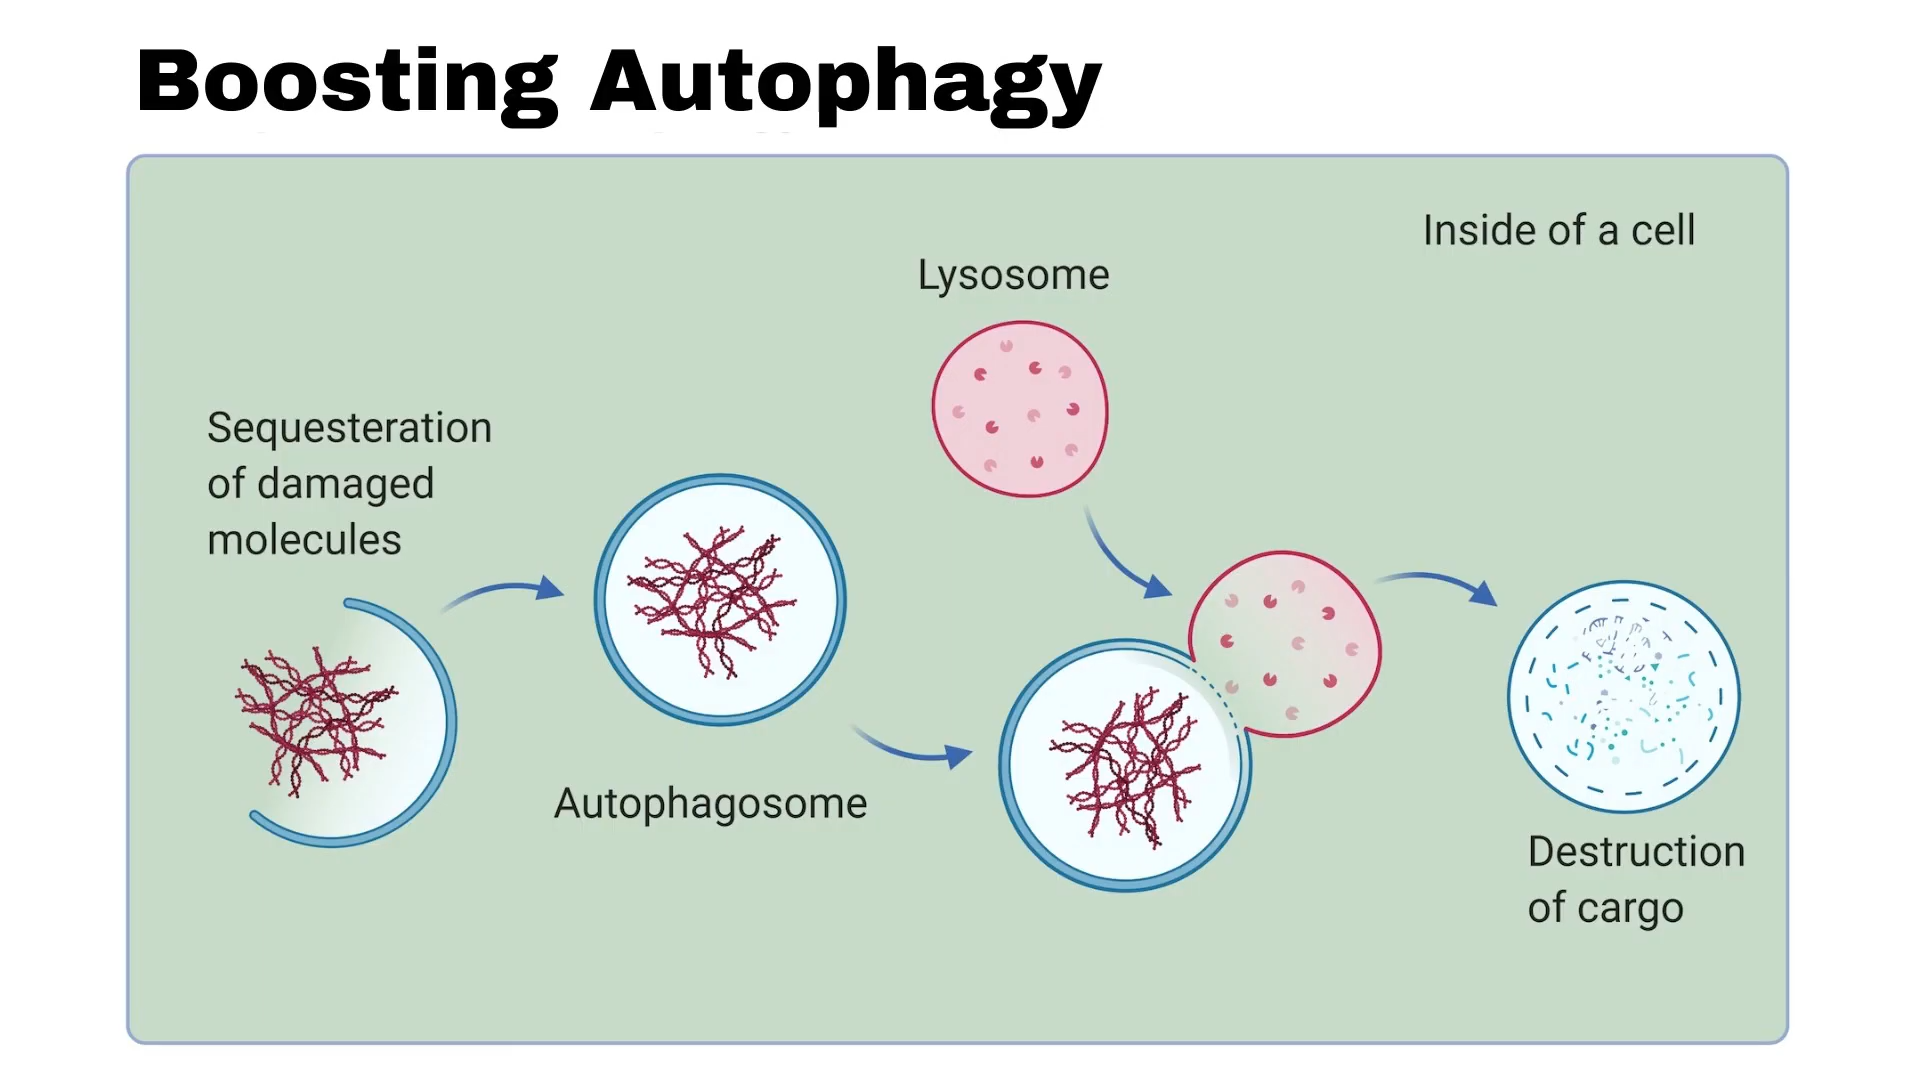 Boosting Autophagy
Inside of a cell
Lysosome
Sequesteration
of damaged
molecules
Autophagosome
Destruction
of cargo